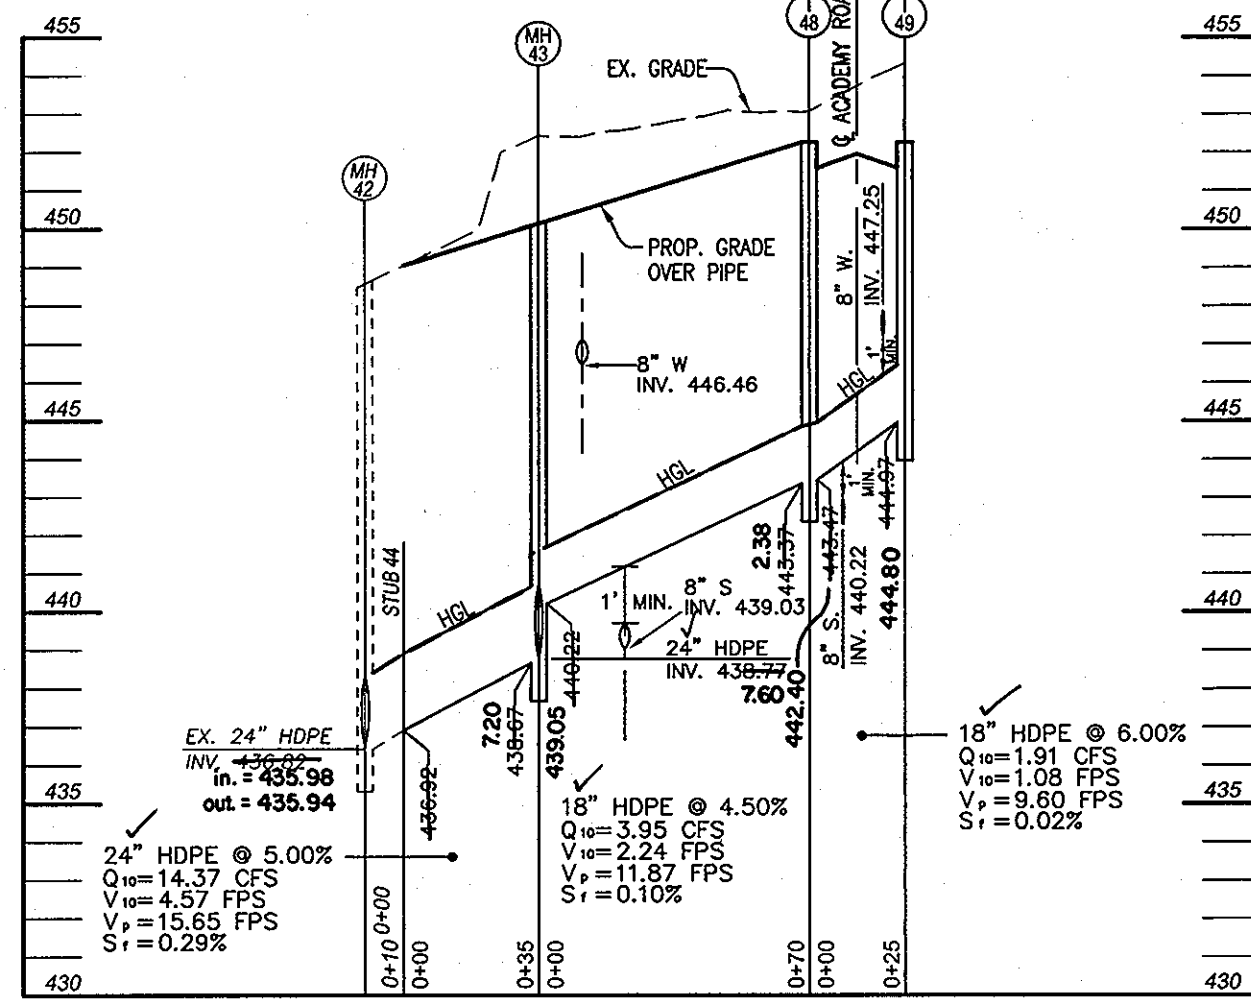 455
455
MH
43
48
49
℄ ACADEMY ROA
EX. GRADE
MH
42
450
450
PROP. GRADE
OVER PIPE
8" W.
INV. 447.25
8" W
INV. 446.46
1'
MIN.
HGL
445
445
HGL
1'
MIN.
444.97
444.80
2.38
443.37
443.47
8" S.
INV. 440.22
STUB 44
HGL
440
440
1' MIN.
8" S
INV. 439.03
24" HDPE
INV. 438.77
7.60
442.40
440.22
439.05
7.20
438.67
436.92
EX. 24" HDPE
INV. 436.82
in. = 435.98
out. = 435.94
435
435
18" HDPE @ 6.00%
Q10=1.91 CFS
V10=1.08 FPS
Vp=9.60 FPS
Sf=0.02%
18" HDPE @ 4.50%
Q10=3.95 CFS
V10=2.24 FPS
Vp=11.87 FPS
Sf=0.10%
24" HDPE @ 5.00%
Q10=14.37 CFS
V10=4.57 FPS
Vp=15.65 FPS
Sf=0.29%
0+10
0+00
0+00
0+35
0+00
0+70
0+00
0+25
430
430